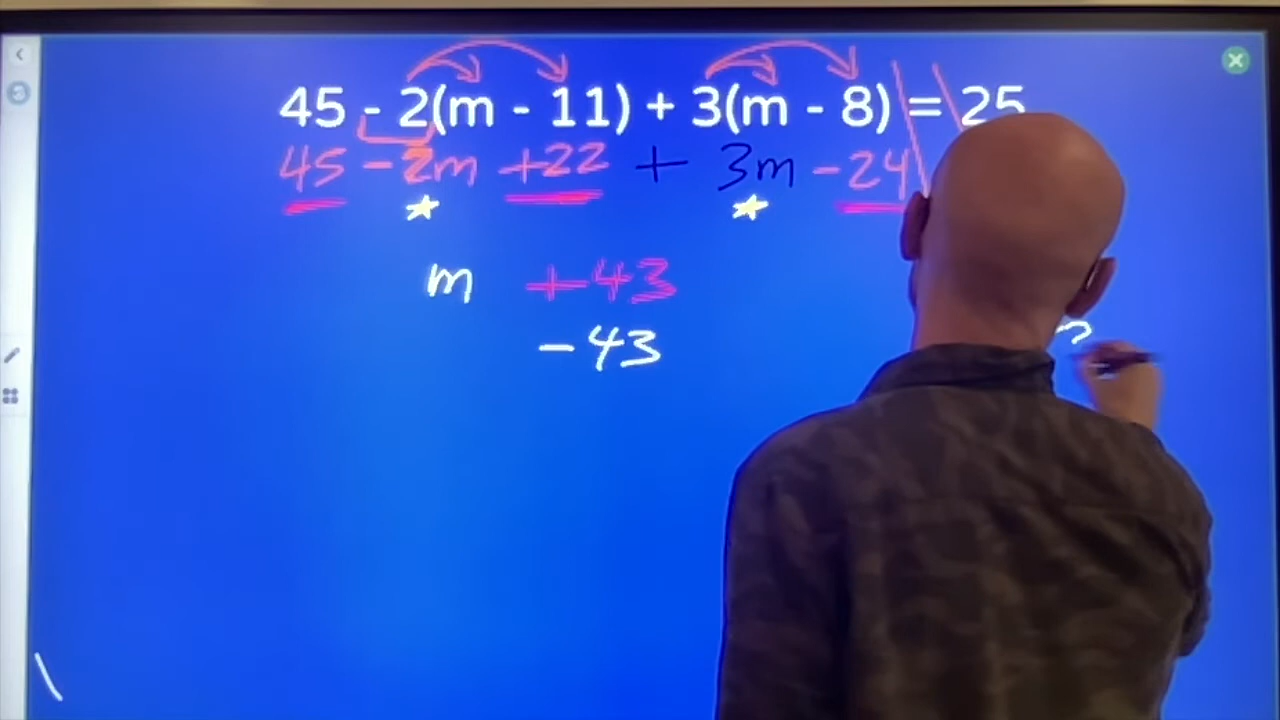 45 - 2(m - 11) + 3(m - 8) = 25
45 -2m +22 + 3m -24
m +43
-43